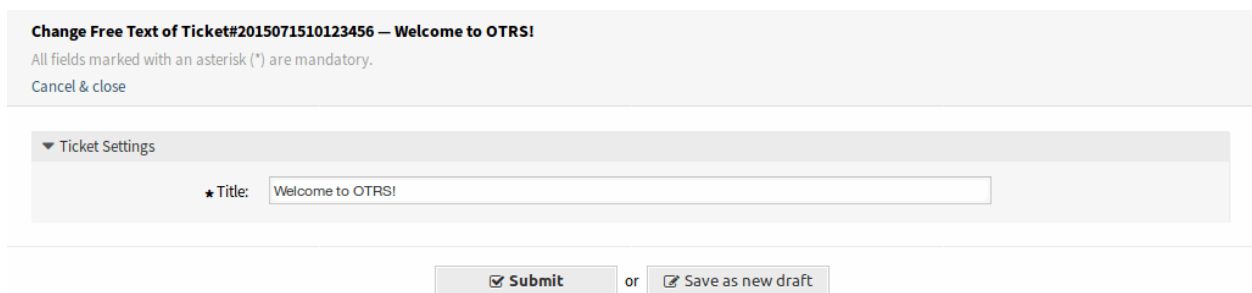 Change Free Text of Ticket#2015071510123456 — Welcome to OTRS!
All fields marked with an asterisk (*) are mandatory.
Cancel & close
Ticket Settings
★ Title: Welcome to OTRS!
Submit or Save as new draft